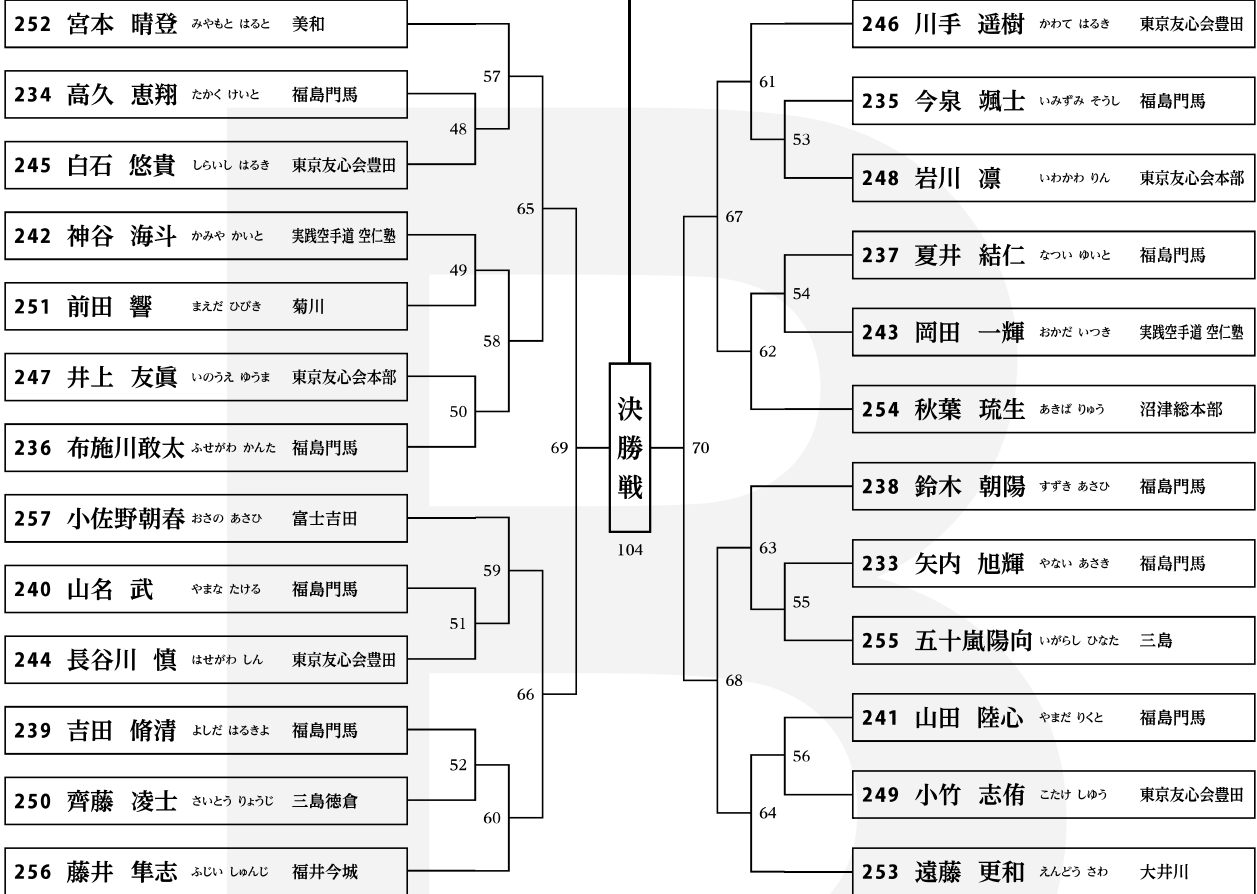 252 宮本 晴登 みやもと はると 美和
234 高久 恵翔 たかく けいと 福島門馬
245 白石 悠貴 しらいし はるき 東京友心会豊田
242 神谷 海斗 かみや かいと 実践空手道 空仁塾
251 前田 響 まえだ ひびき 菊川
247 井上 友眞 いのうえ ゆうま 東京友心会本部
236 布施川敢太 ふせがわ かんた 福島門馬
257 小佐野朝春 おさの あさひ 富士吉田
240 山名 武 やまな たける 福島門馬
244 長谷川 慎 はせがわ しん 東京友心会豊田
239 吉田 脩清 よしだ はるきよ 福島門馬
250 齊藤 凌士 さいとう りょうじ 三島徳倉
256 藤井 隼志 ふじい しゅんじ 福井今城
57
48
65
49
58
50
69
59
51
66
52
60
決勝戦
104
61
53
67
54
62
70
63
55
68
56
64
246 川手 遥樹 かわて はるき 東京友心会豊田
235 今泉 颯士 いみずみ そうし 福島門馬
248 岩川 凛 いわかわ りん 東京友心会本部
237 夏井 結仁 なつい ゆいと 福島門馬
243 岡田 一輝 おかだ いつき 実践空手道 空仁塾
254 秋葉 琉生 あきば りゅう 沼津総本部
238 鈴木 朝陽 すずき あさひ 福島門馬
233 矢内 旭輝 やない あさき 福島門馬
255 五十嵐陽向 いがらし ひなた 三島
241 山田 陸心 やまだ りくと 福島門馬
249 小竹 志侑 こたけ しゆう 東京友心会豊田
253 遠藤 更和 えんどう さわ 大井川